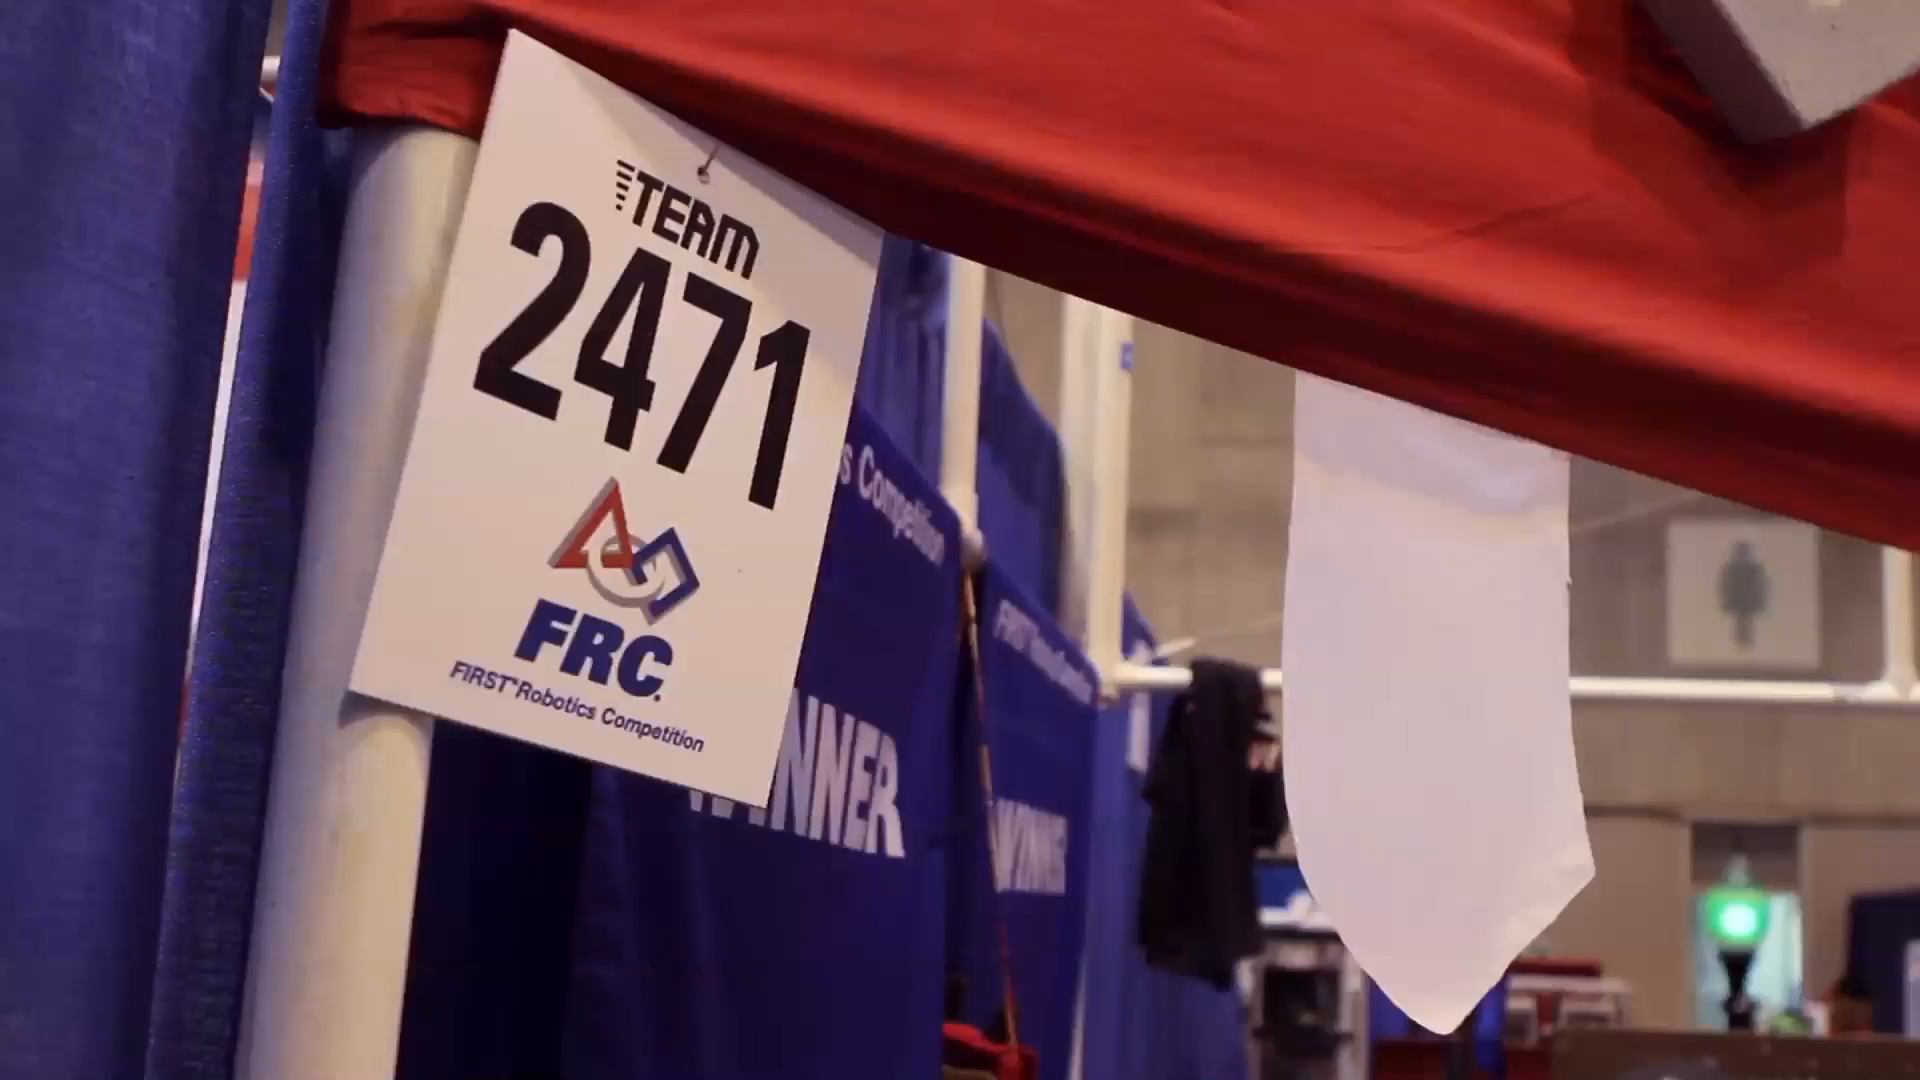 TEAM
2471
FRC.
FIRST® Robotics Competition
s Competition
WINNER
WINNER